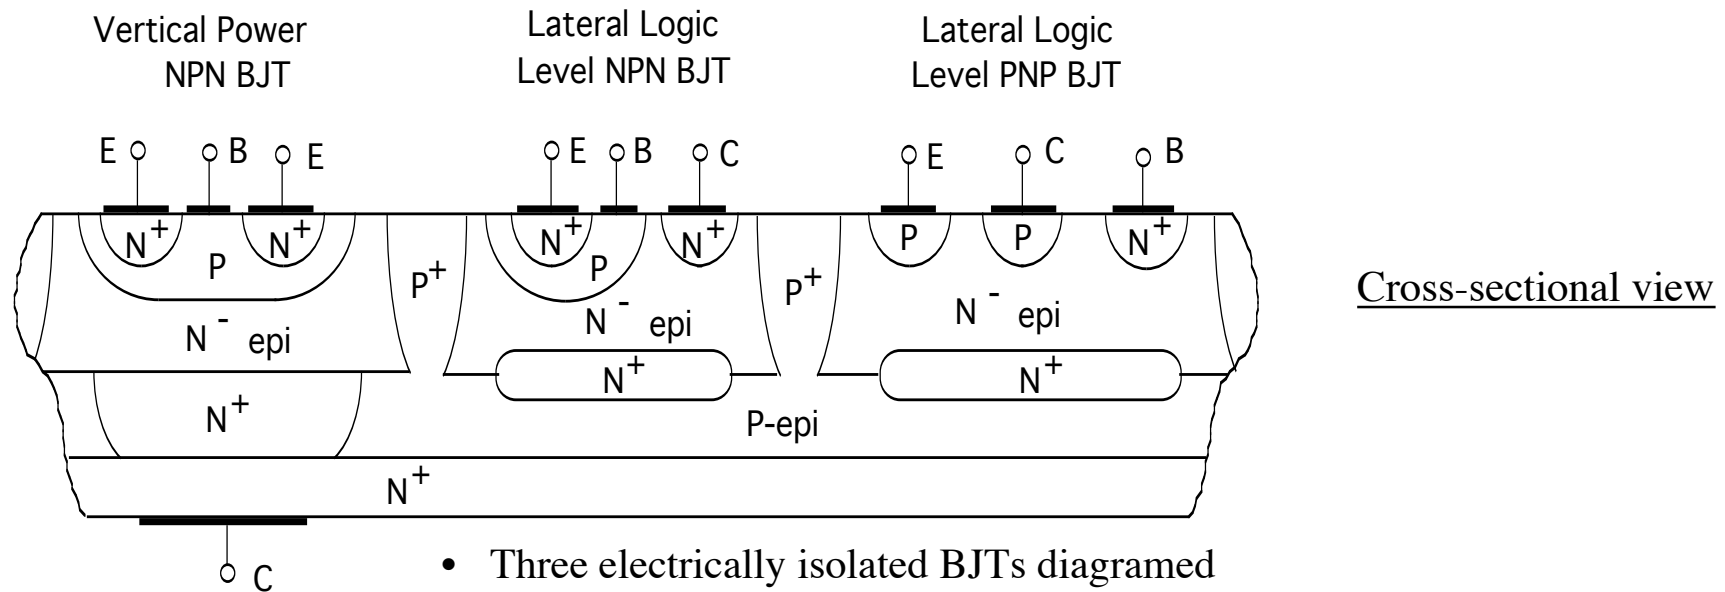 Vertical Power
NPN BJT
Lateral Logic
Level NPN BJT
Lateral Logic
Level PNP BJT
E B E
E B C
E C B
N+ P N+
N+ P N+
P P N+
P+
P+
N- epi
N- epi
N- epi
Cross-sectional view
N+
N+
N+
P-epi
N+
C
• Three electrically isolated BJTs diagramed